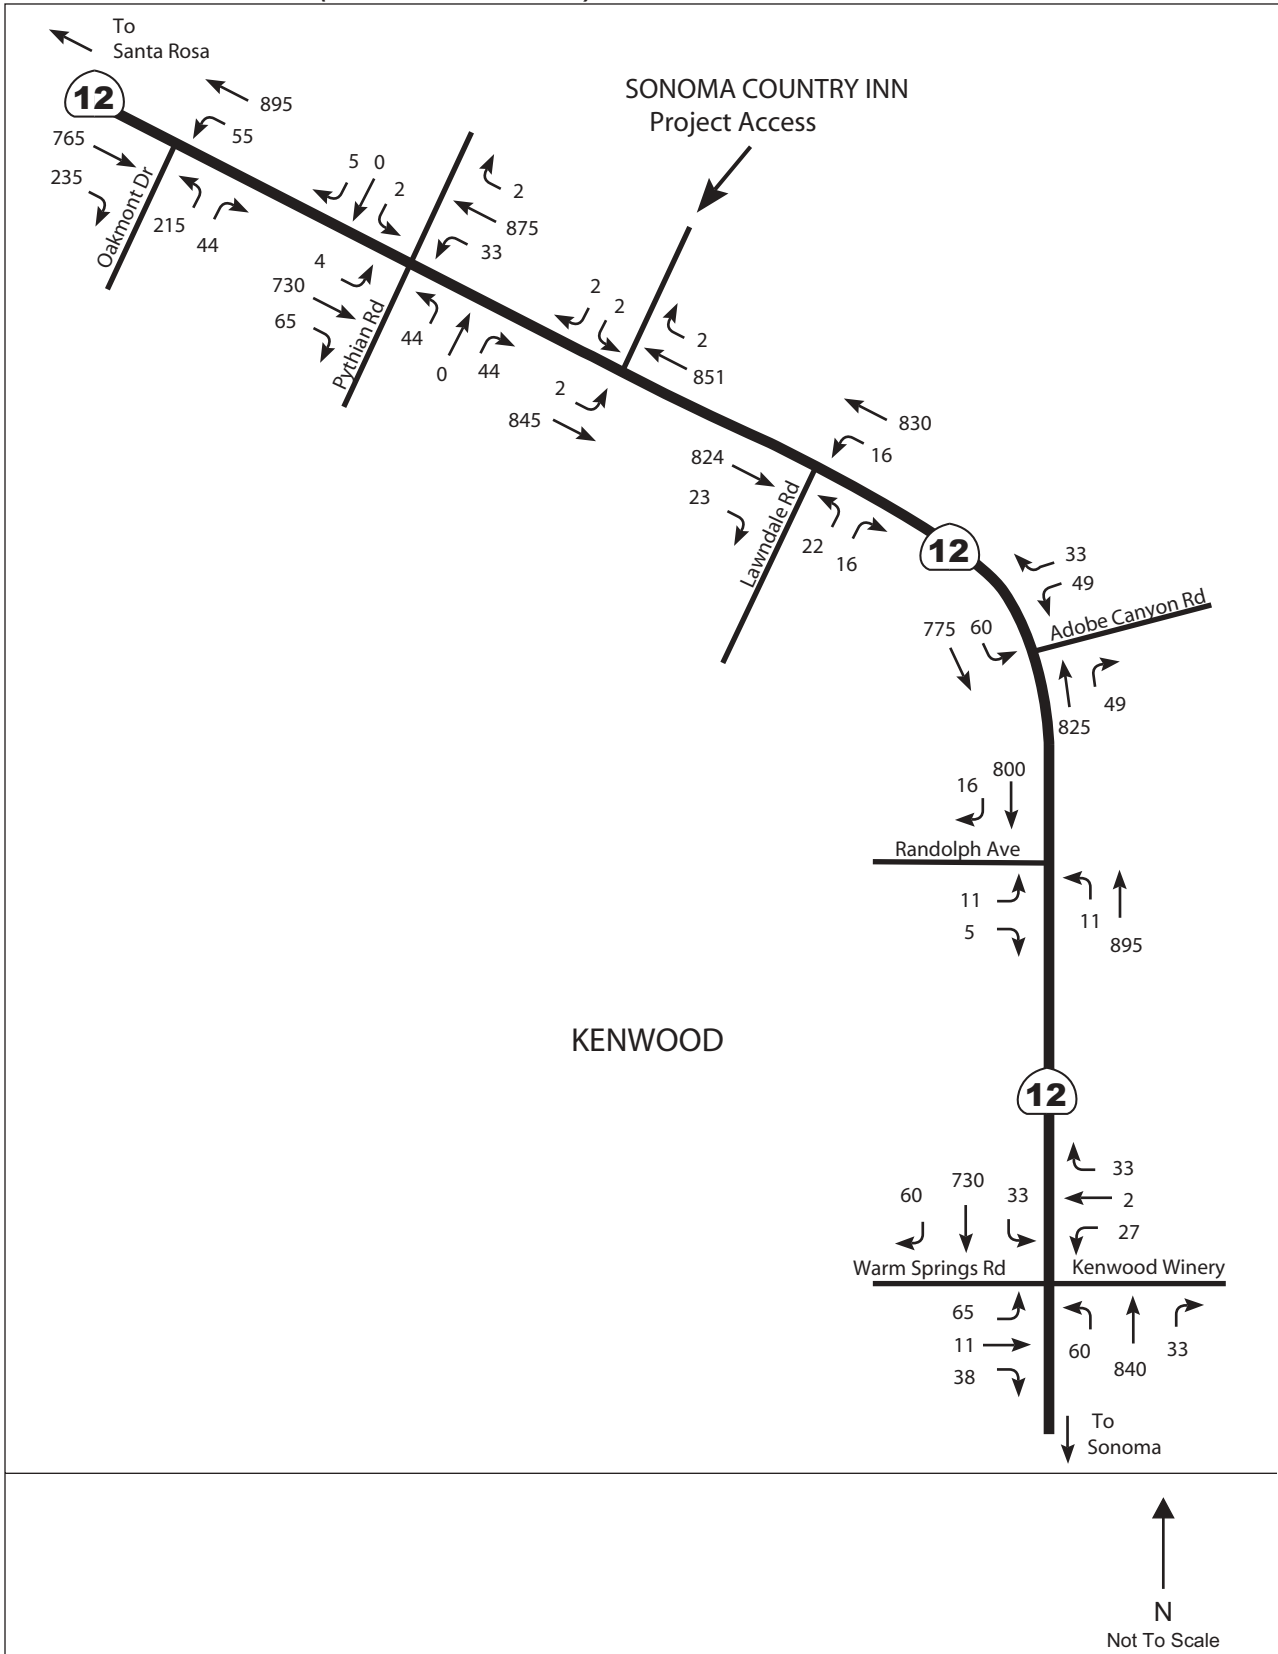 To
Santa Rosa
12
895
55
765
235
Oakmont Dr
215
44
SONOMA COUNTRY INN
Project Access
5 0
2
2
875
33
4
730
65
Pythian Rd
44
0
44
2
2
2
851
2
845
830
16
824
23
Lawndale Rd
22
16
12
33
49
Adobe Canyon Rd
775 60
49
825
16 800
Randolph Ave
11
5
11
895
KENWOOD
12
60 730 33
33
2
27
Warm Springs Rd Kenwood Winery
65
11
38
60 840 33
To
Sonoma
N
Not To Scale